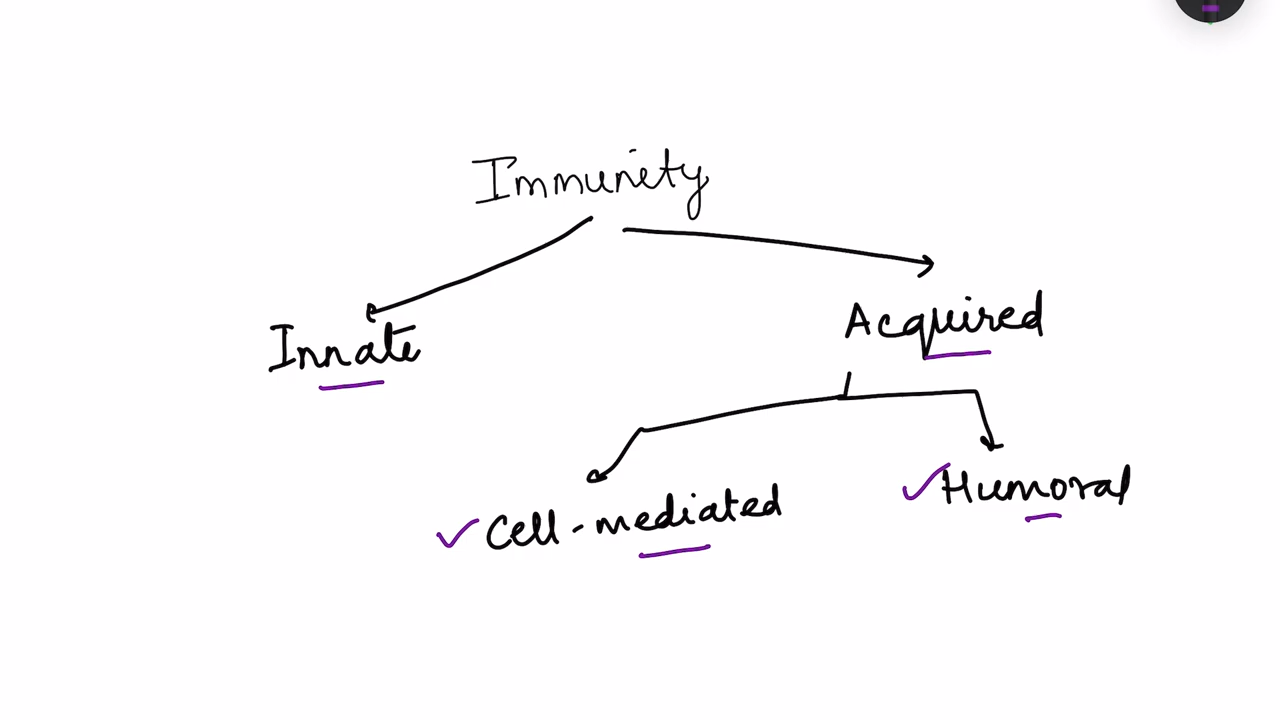 Immunity
Innate
Acquired
Cell-mediated
Humoral